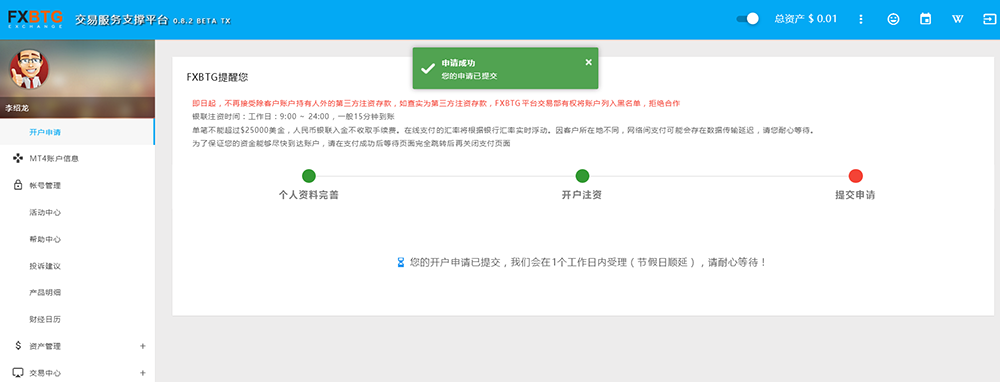 FXBTG
EXCHANGE
交易服务支撑平台 0.8.2 BETA TX
总资产 $ 0.01
W
申请成功
您的申请已提交
李绍龙
开户申请
MT4账户信息
帐号管理
活动中心
帮助中心
投诉建议
产品明细
财经日历
资产管理 +
交易中心 +
FXBTG提醒您
即日起，不再接受除客户账户持有人外的第三方注资存款，如查实为第三方注资存款，FXBTG平台交易部有权将账户列入黑名单，拒绝合作
银联注资时间：工作日：9:00 ~ 24:00，一般15分钟到账
单笔不能超过$25000美金，人民币银联入金不收取手续费。在线支付的汇率将根据银行汇率实时浮动。因客户所在地不同，网络间支付可能会存在数据传输延迟，请您耐心等待。
为了保证您的资金能够尽快到达账户，请在支付成功后等待页面完全跳转后再关闭支付页面
个人资料完善
开户注资
提交申请
您的开户申请已提交，我们会在1个工作日内受理（节假日顺延），请耐心等待！